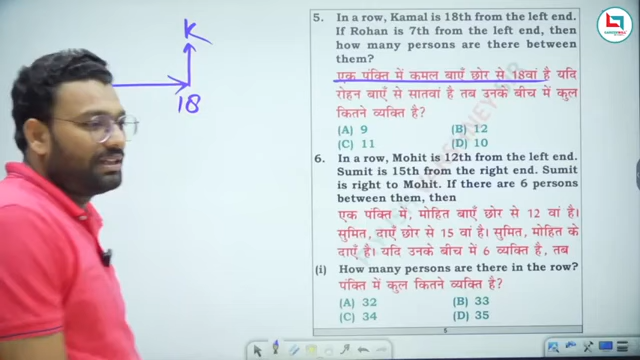 K
18
5. In a row, Kamal is 18th from the left end.
If Rohan is 7th from the left end, then
how many persons are there between
them?
एक पंक्ति में कमल बाएँ छोर से 18वां है यदि
रोहन बाएँ से सातवां है तब उनके बीच में कुल
कितने व्यक्ति है?
(A) 9 (B) 12
(C) 11 (D) 10
6. In a row, Mohit is 12th from the left end.
Sumit is 15th from the right end. Sumit
is right to Mohit. If there are 6 persons
between them, then
एक पंक्ति में, मोहित बाएँ छोर से 12 वां है।
सुमित, दाएँ छोर से 15 वां है। सुमित, मोहित के
दाएँ है। यदि उनके बीच में 6 व्यक्ति है, तब
(i) How many persons are there in the row?
पंक्ति में कुल कितने व्यक्ति है?
(A) 32 (B) 33
(C) 34 (D) 35
5